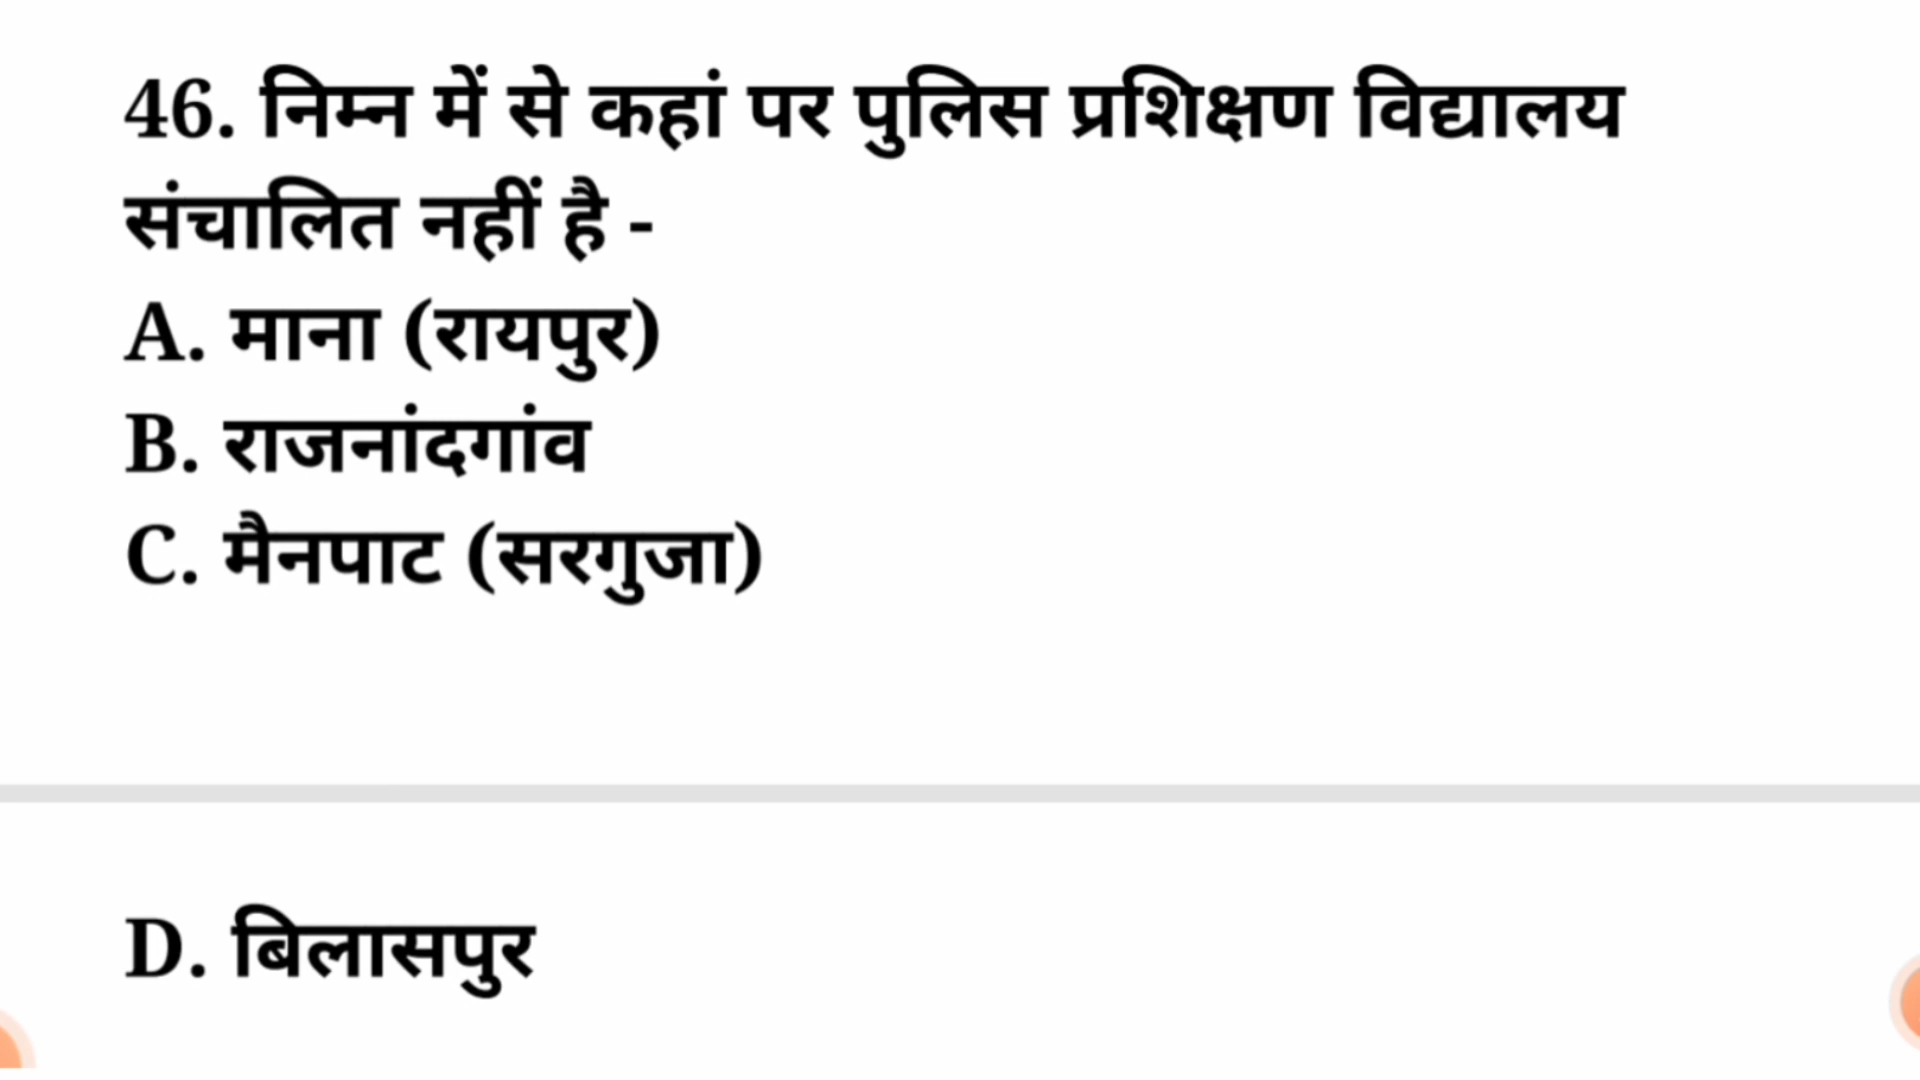 46. निम्न में से कहां पर पुलिस प्रशिक्षण विद्यालय
संचालित नहीं है -
A. माना (रायपुर)
B. राजनांदगांव
C. मैनपाट (सरगुजा)
D. बिलासपुर